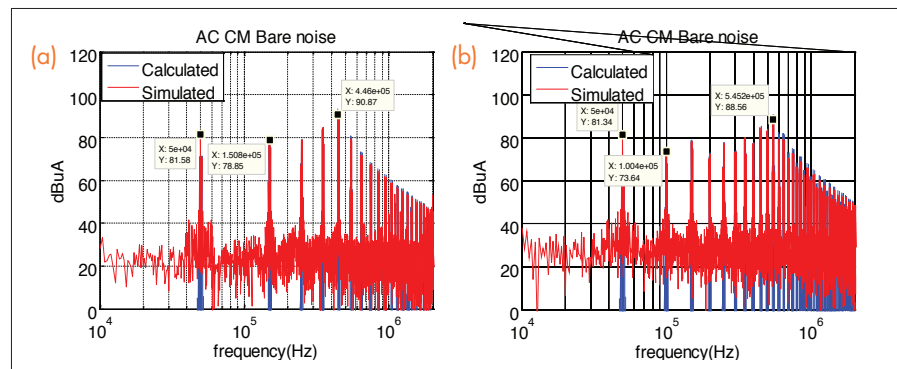 (a)
AC CM Bare noise
Calculated
Simulated
X: 5e+04
Y: 81.58
X: 1.508e+05
Y: 78.85
X: 4.46e+05
Y: 90.87
120
100
80
60
40
20
0
dBuA
10^4
10^5
10^6
frequency(Hz)
(b)
AC CM Bare noise
Calculated
Simulated
X: 5e+04
Y: 81.34
X: 1.004e+05
Y: 73.64
X: 5.452e+05
Y: 88.56
120
100
80
60
40
20
0
dBuA
10^4
10^5
10^6
frequency(Hz)